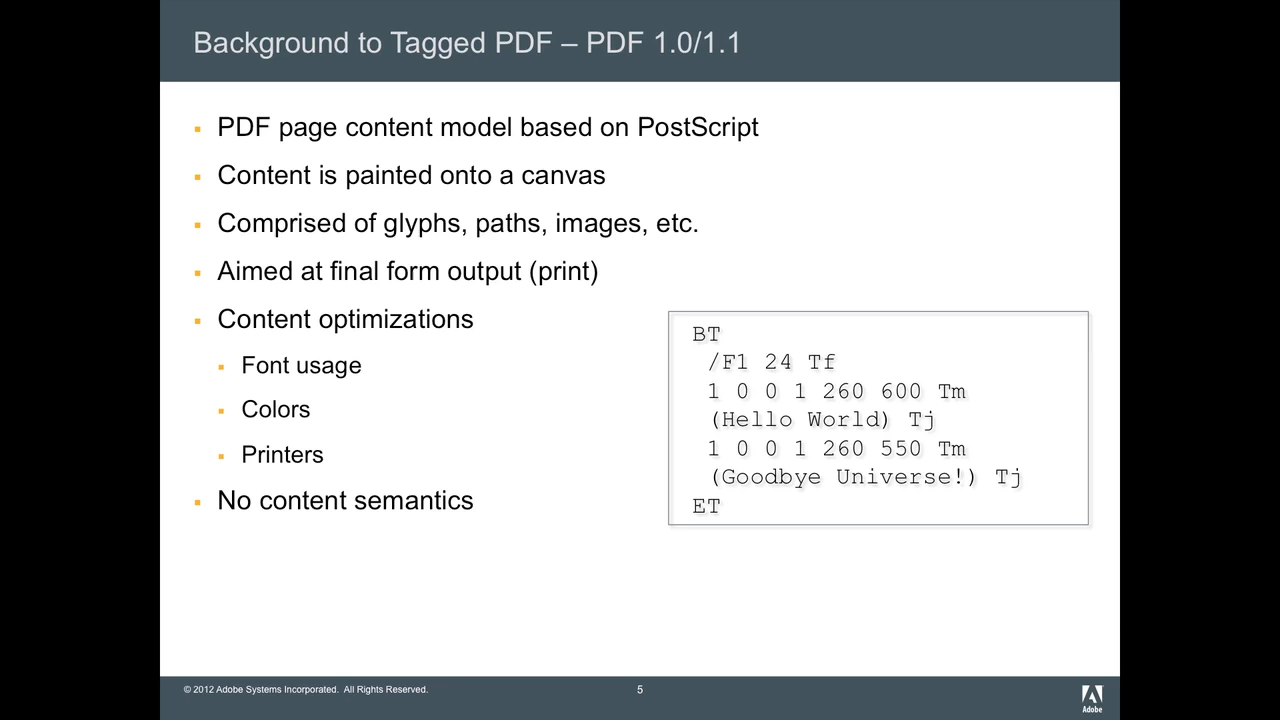 Background to Tagged PDF – PDF 1.0/1.1
▪ PDF page content model based on PostScript
▪ Content is painted onto a canvas
▪ Comprised of glyphs, paths, images, etc.
▪ Aimed at final form output (print)
▪ Content optimizations
▪ Font usage
▪ Colors
▪ Printers
▪ No content semantics
BT
/F1 24 Tf
1 0 0 1 260 600 Tm
(Hello World) Tj
1 0 0 1 260 550 Tm
(Goodbye Universe!) Tj
ET
© 2012 Adobe Systems Incorporated. All Rights Reserved.
5
Adobe